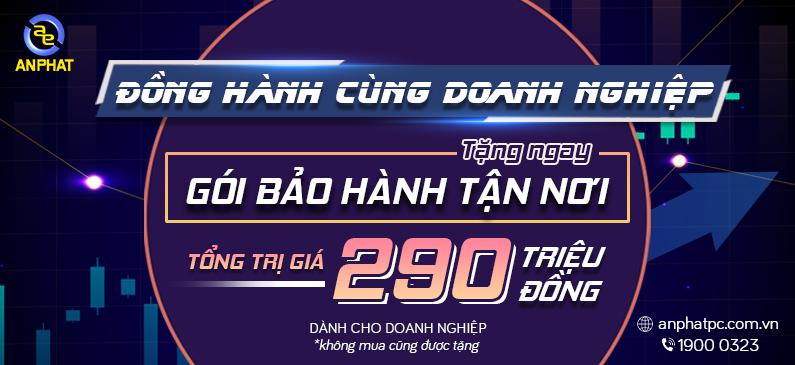 ae
ANPHAT
ĐỒNG HÀNH CÙNG DOANH NGHIỆP
Tặng ngay
GÓI BẢO HÀNH TẬN NƠI
TỔNG TRỊ GIÁ 290 TRIỆU ĐỒNG
DÀNH CHO DOANH NGHIỆP
*không mua cũng được tặng
anphatpc.com.vn
1900 0323